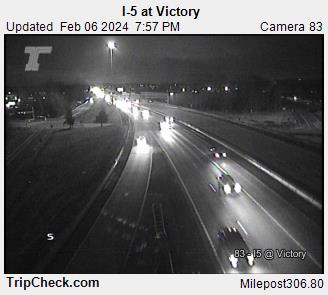 I-5 at Victory
Updated Feb 06 2024 7:57 PM Camera 83
T
S
83 - I5 @ Victory
TripCheck.com Milepost306.80